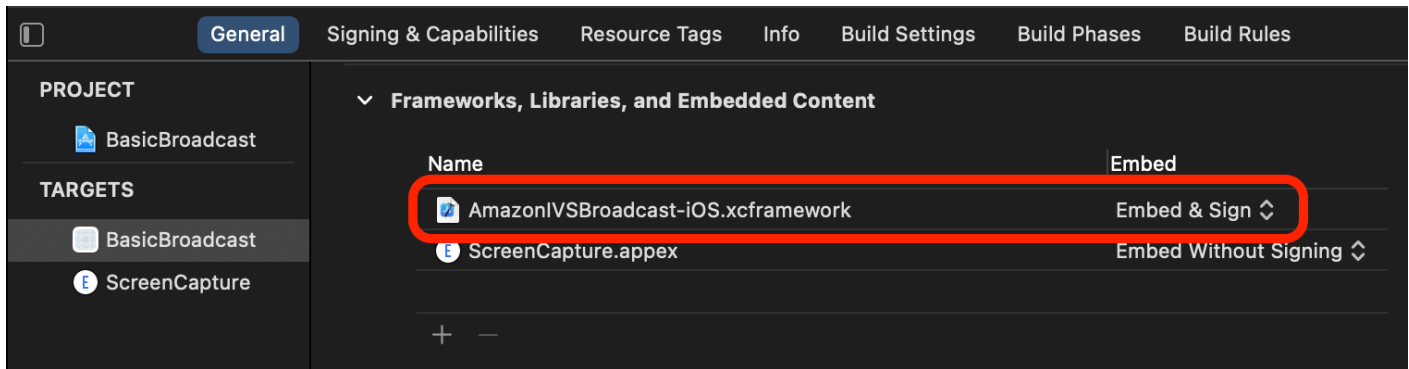 General Signing & Capabilities Resource Tags Info Build Settings Build Phases Build Rules
PROJECT
BasicBroadcast
TARGETS
BasicBroadcast
E ScreenCapture
Frameworks, Libraries, and Embedded Content
Name Embed
AmazonIVSBroadcast-iOS.xcframework Embed & Sign
E ScreenCapture.appex Embed Without Signing